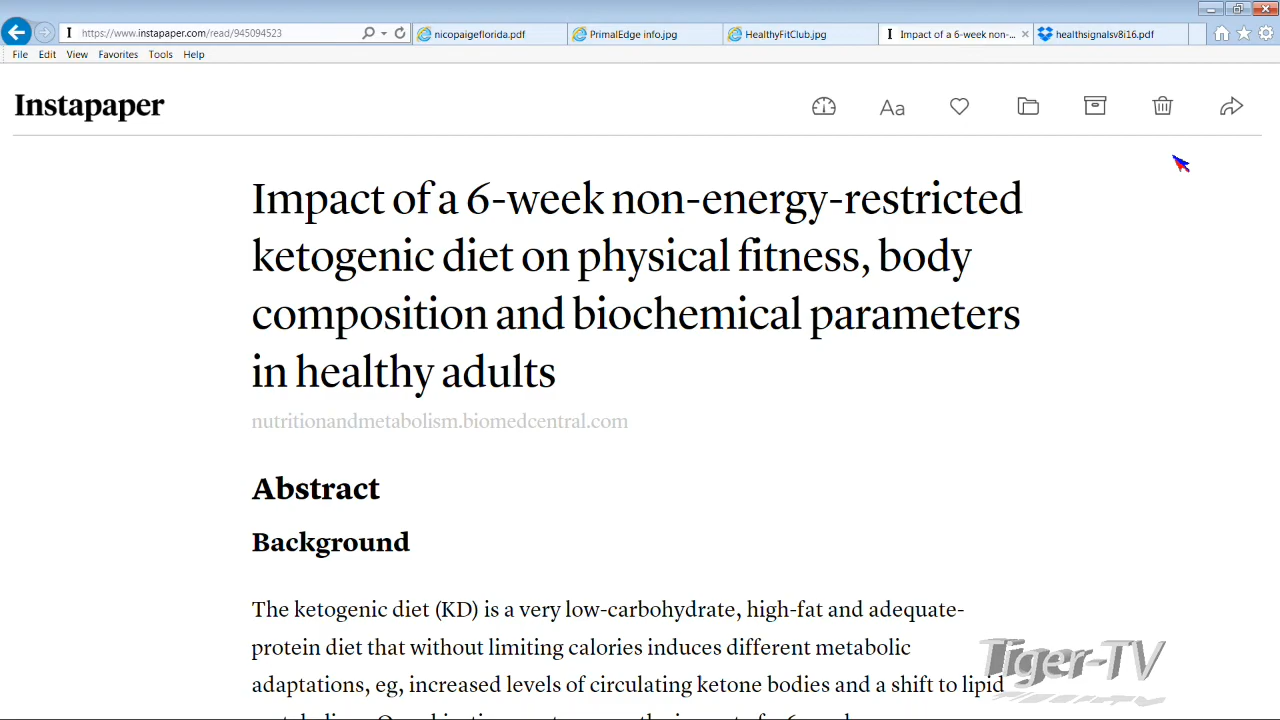 https://www.instapaper.com/read/945094523
nicopaigeflorida.pdf
PrimalEdge info.jpg
HealthyFitClub.jpg
Impact of a 6-week non-...
healthsignalsv8i16.pdf
File Edit View Favorites Tools Help
Instapaper
Aa
Impact of a 6-week non-energy-restricted
ketogenic diet on physical fitness, body
composition and biochemical parameters
in healthy adults
nutritionandmetabolism.biomedcentral.com
Abstract
Background
The ketogenic diet (KD) is a very low-carbohydrate, high-fat and adequate-
protein diet that without limiting calories induces different metabolic
adaptations, eg, increased levels of circulating ketone bodies and a shift to lipid
Tiger-TV